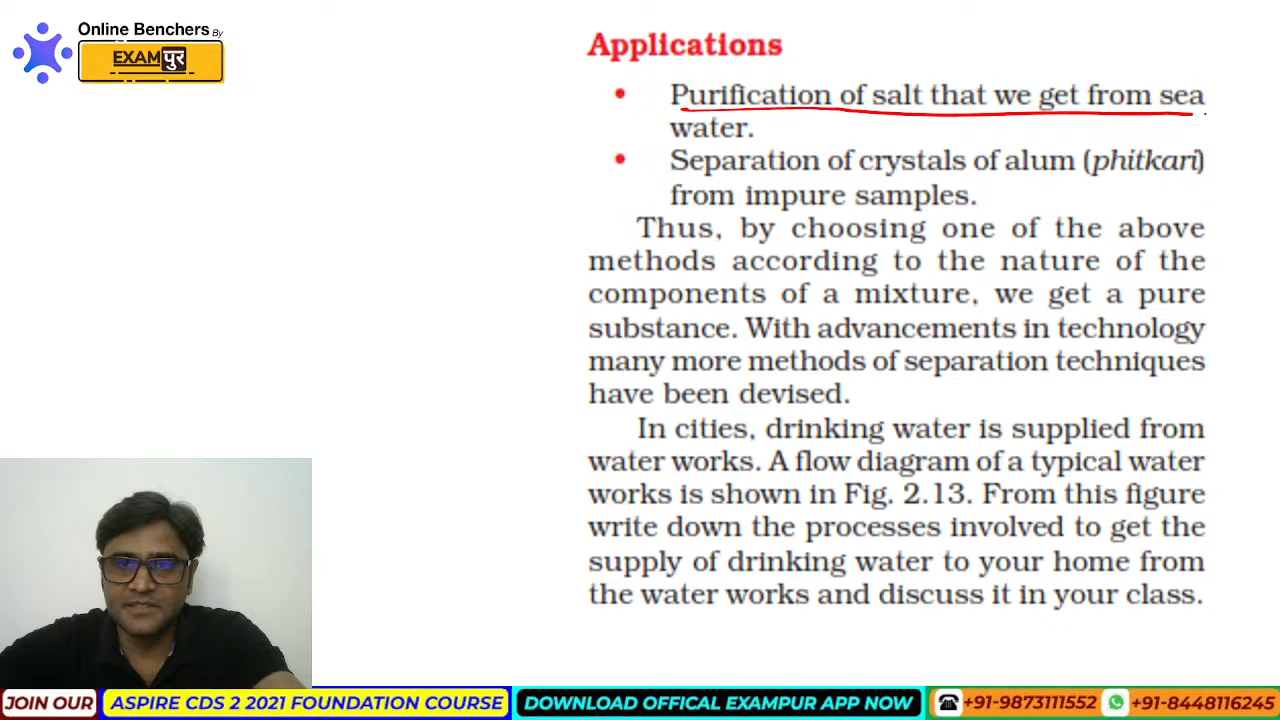 Online Benchers By
EXAMपुर
Applications
• Purification of salt that we get from sea
water.
• Separation of crystals of alum (phitkari)
from impure samples.
Thus, by choosing one of the above
methods according to the nature of the
components of a mixture, we get a pure
substance. With advancements in technology
many more methods of separation techniques
have been devised.
In cities, drinking water is supplied from
water works. A flow diagram of a typical water
works is shown in Fig. 2.13. From this figure
write down the processes involved to get the
supply of drinking water to your home from
the water works and discuss it in your class.
JOIN OUR ASPIRE CDS 2 2021 FOUNDATION COURSE DOWNLOAD OFFICAL EXAMPUR APP NOW +91-9873111552 +91-8448116245